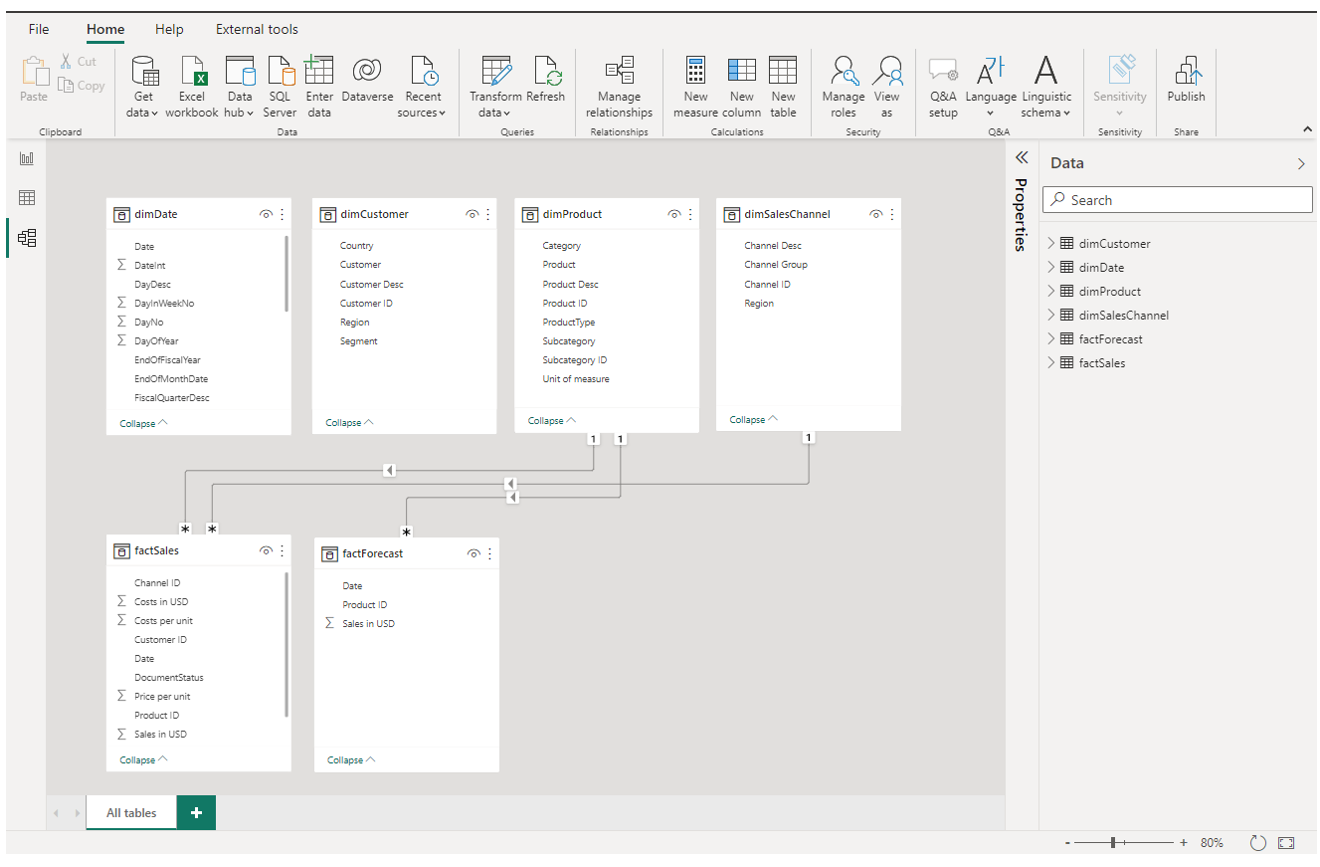 File Home Help External tools
Paste
Cut
Copy
Clipboard
Get data
Excel workbook
Data hub
SQL Server
Enter data
Dataverse
Recent sources
Data
Transform data
Refresh
Queries
Manage relationships
Relationships
New measure
New column
New table
Calculations
Manage roles
View as
Security
Q&A setup
Language
Linguistic schema
Q&A
Sensitivity
Sensitivity
Publish
Share
dimDate
Date
DateInt
DayDesc
DayInWeekNo
DayNo
DayOfYear
EndOfFiscalYear
EndOfMonthDate
FiscalQuarterDesc
Collapse
dimCustomer
Country
Customer
Customer Desc
Customer ID
Region
Segment
Collapse
dimProduct
Category
Product
Product Desc
Product ID
ProductType
Subcategory
Subcategory ID
Unit of measure
Collapse
dimSalesChannel
Channel Desc
Channel Group
Channel ID
Region
Collapse
1 1 1
* * *
factSales
Channel ID
Costs in USD
Costs per unit
Customer ID
Date
DocumentStatus
Price per unit
Product ID
Sales in USD
Collapse
factForecast
Date
Product ID
Sales in USD
Collapse
Properties
Data
Search
dimCustomer
dimDate
dimProduct
dimSalesChannel
factForecast
factSales
All tables +
- + 80%